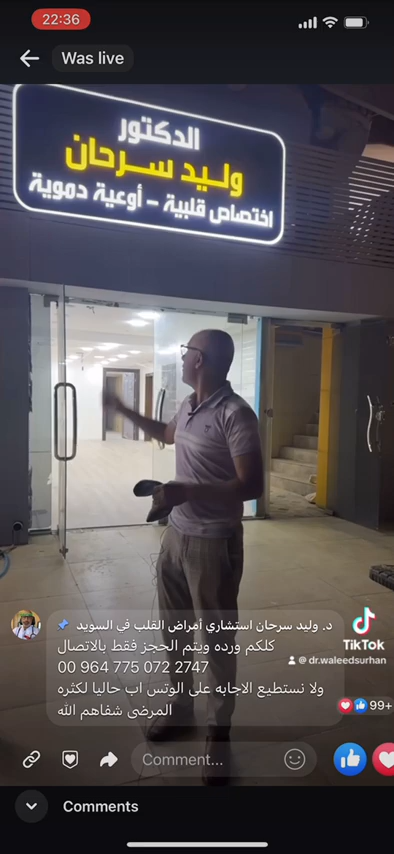 22:36
Was live
الدكتور
وليد سرحان
اختصاص قلبية – أوعية دموية
د. وليد سرحان استشاري أمراض القلب في السويد
كلكم ورده ويتم الحجز فقط بالاتصال
00 964 775 072 2747
ولا نستطيع الاجابه على الوتس اب حاليا لكثره
المرضى شفاهم الله
TikTok
@ dr.waleedsurhan
99+
Comment...
Comments